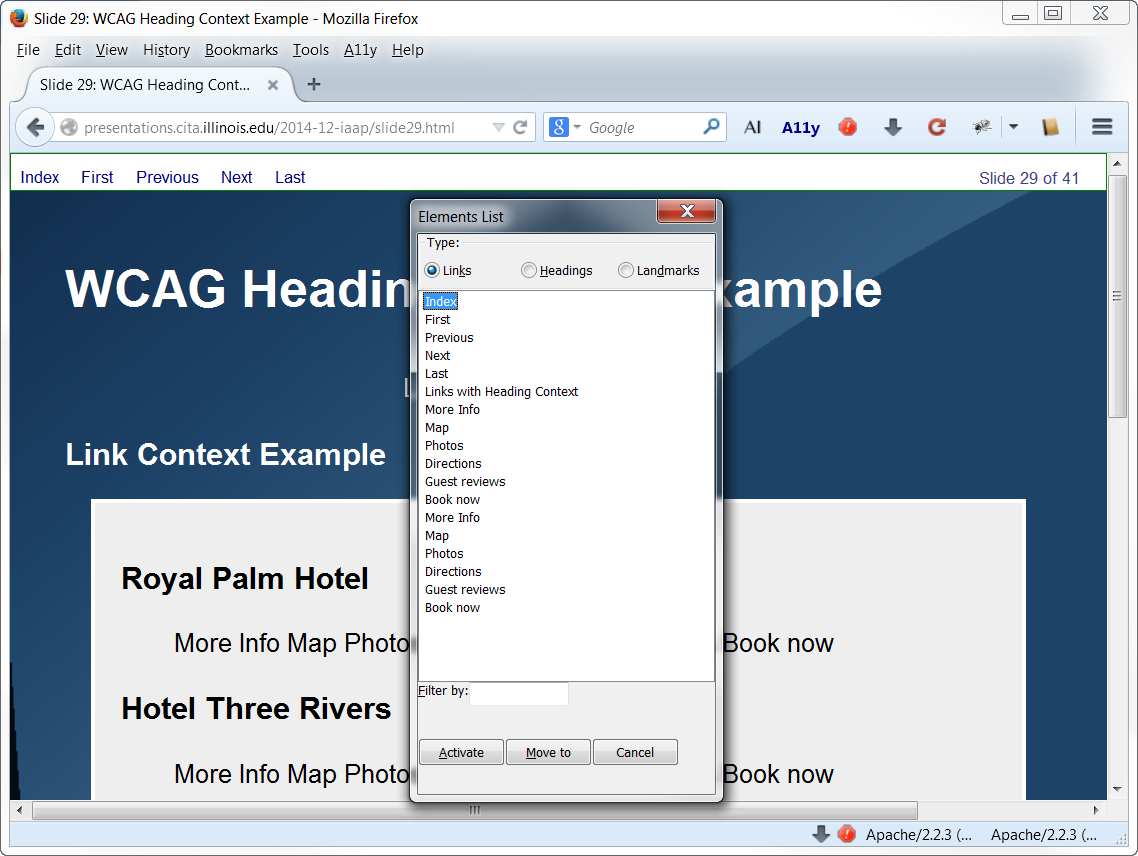 Slide 29: WCAG Heading Context Example - Mozilla Firefox
File Edit View History Bookmarks Tools A11y Help
Slide 29: WCAG Heading Cont...
presentations.cita.illinois.edu/2014-12-iaap/slide29.html
Google
AI A11y
Index First Previous Next Last
Slide 29 of 41
WCAG Headin
xample
Link Context Example
Royal Palm Hotel
More Info Map Photo
Book now
Hotel Three Rivers
More Info Map Photo
Book now
Elements List
Type:
Links Headings Landmarks
Index
First
Previous
Next
Last
Links with Heading Context
More Info
Map
Photos
Directions
Guest reviews
Book now
More Info
Map
Photos
Directions
Guest reviews
Book now
Filter by:
Activate Move to Cancel
Apache/2.2.3 (... Apache/2.2.3 (...